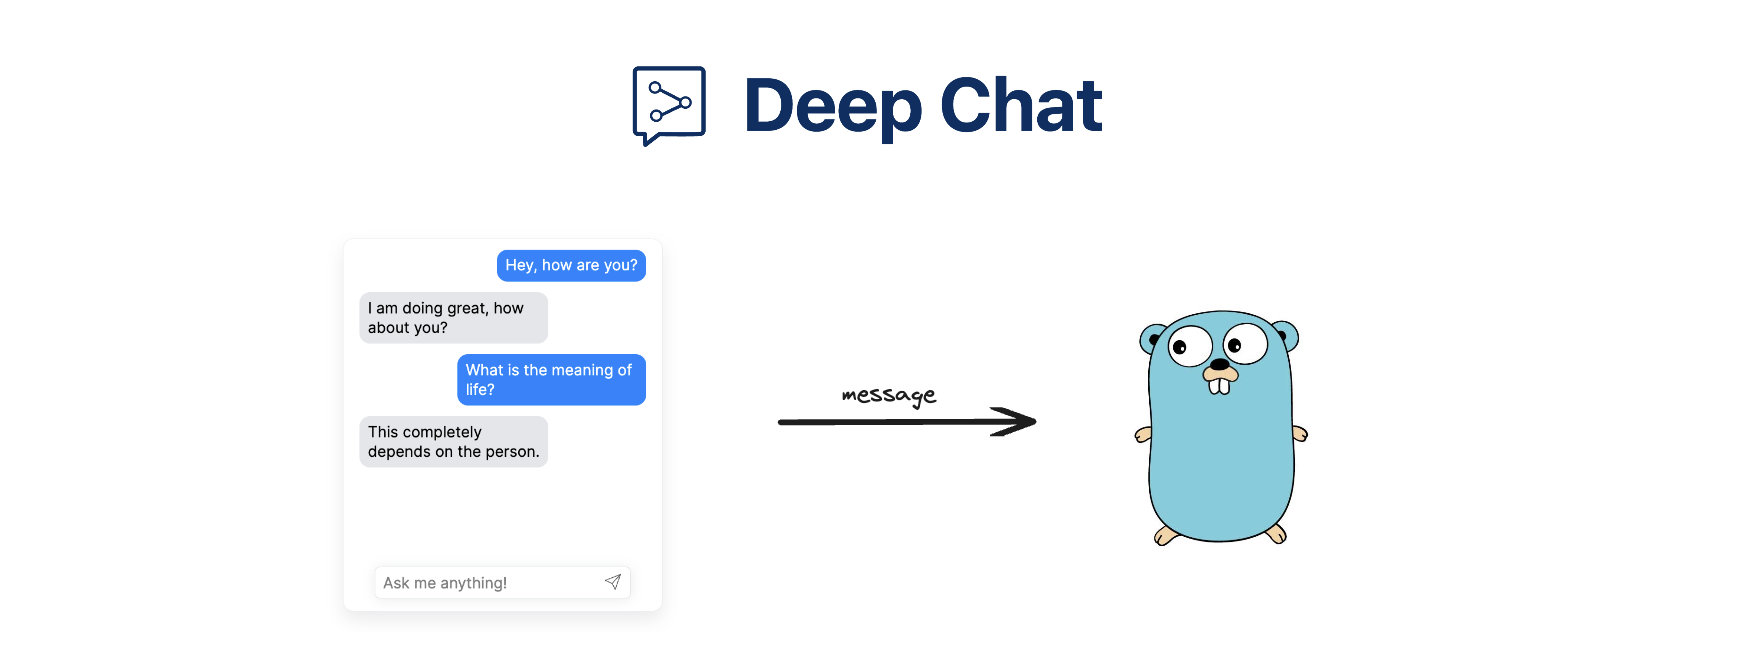 Deep Chat
Hey, how are you?
I am doing great, how
about you?
What is the meaning of
life?
This completely
depends on the person.
Ask me anything!
message